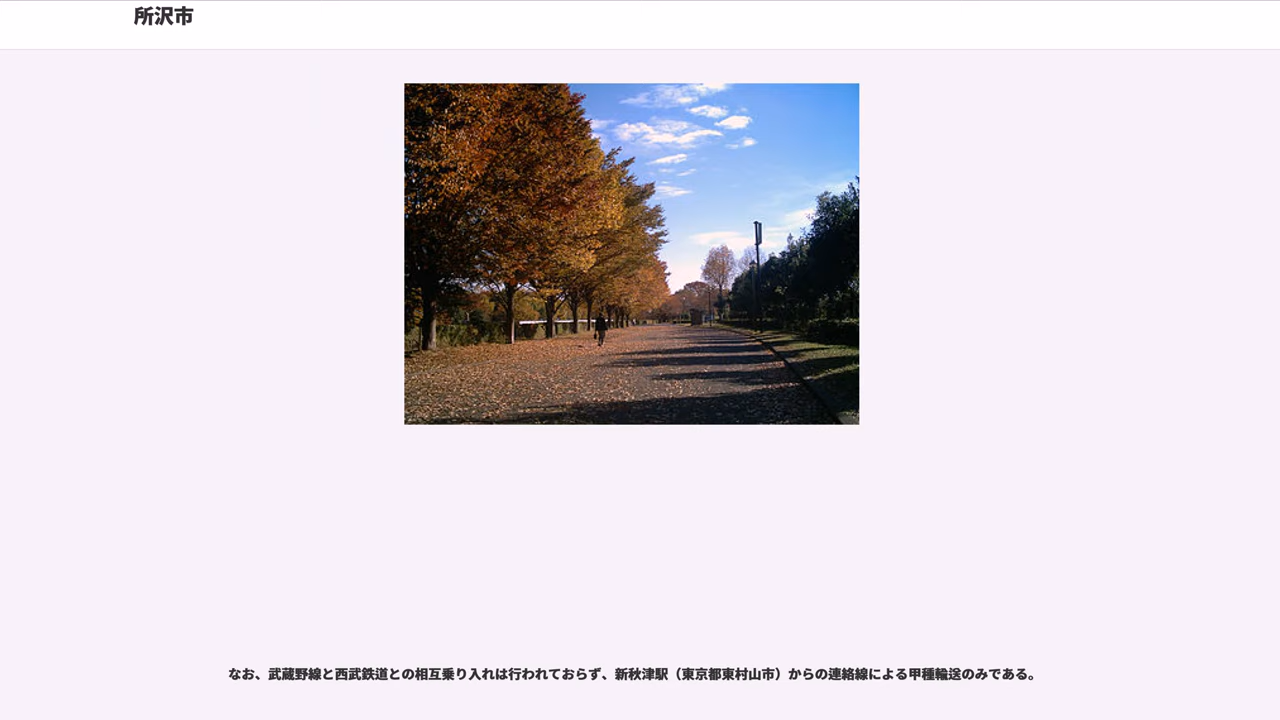 所沢市
なお、武蔵野線と西武鉄道との相互乗り入れは行われておらず、新秋津駅（東京都東村山市）からの連絡線による甲種輸送のみである。